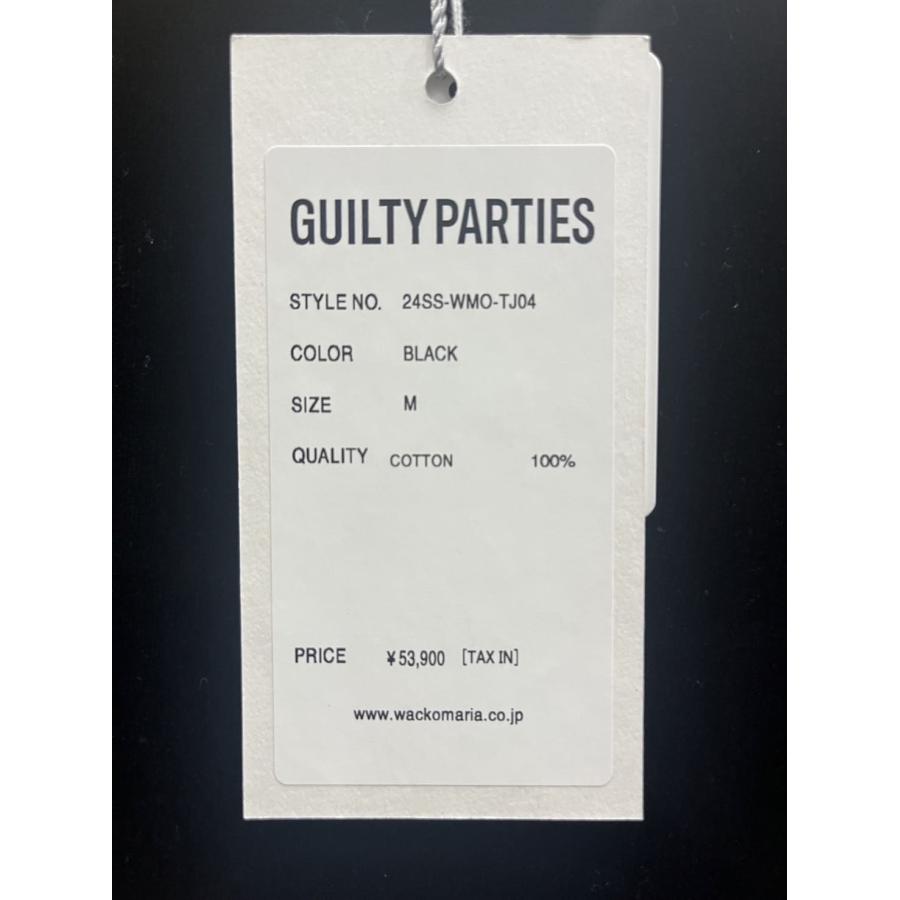 GUILTY PARTIES
STYLE NO. 24SS-WMO-TJ04
COLOR BLACK
SIZE M
QUALITY COTTON 100%
PRICE ¥53,900 [TAX IN]
www.wackomaria.co.jp